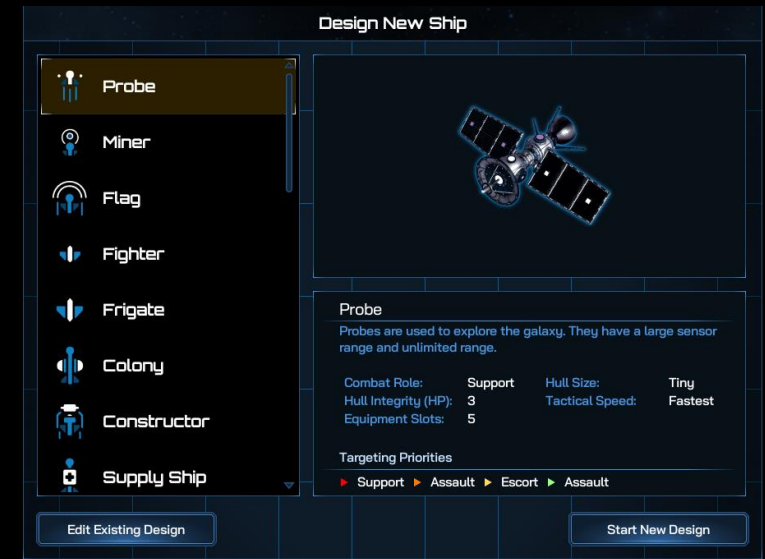 Design New Ship
Probe
Miner
Flag
Fighter
Frigate
Colony
Constructor
Supply Ship
Probe
Probes are used to explore the galaxy. They have a large sensor
range and unlimited range.
Combat Role: Support Hull Size: Tiny
Hull Integrity (HP): 3 Tactical Speed: Fastest
Equipment Slots: 5
Targeting Priorities
Support Assault Escort Assault
Edit Existing Design
Start New Design